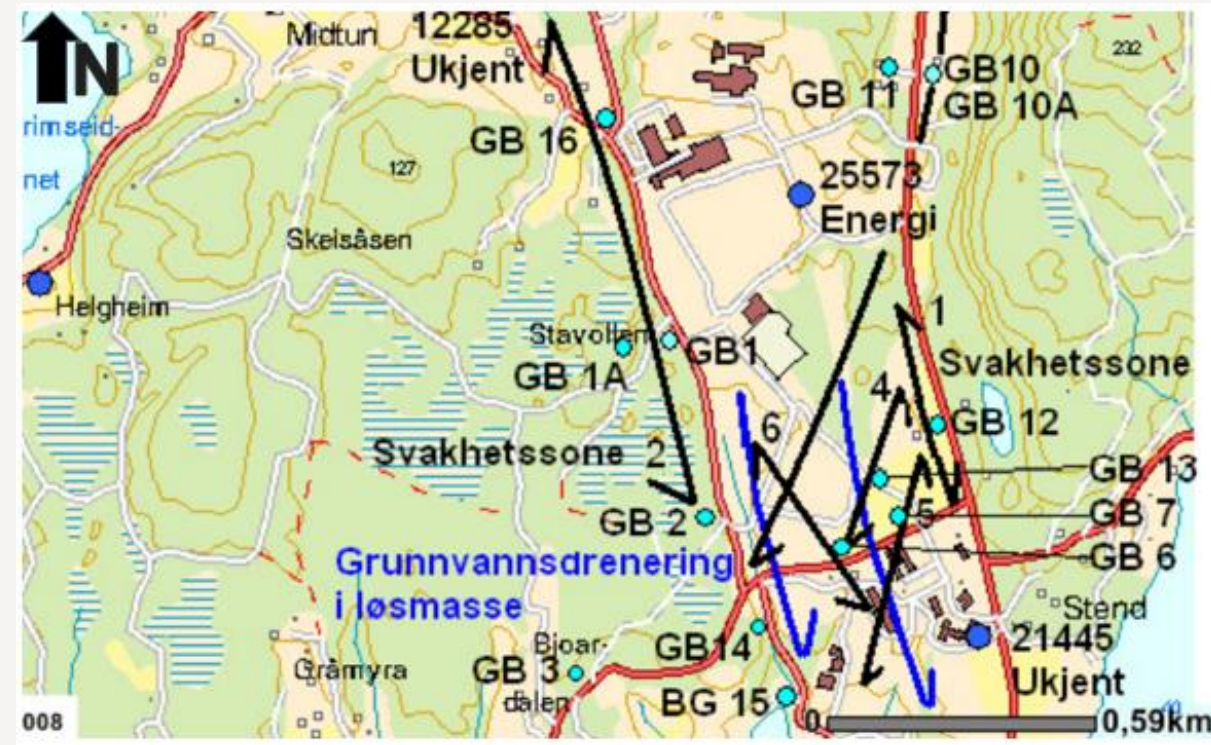 N
Midtun
12285
Ukjent
232
GB10
GB 11
GB 10A
rimseid-
net
GB 16
127
25573
Energi
Skeisåsen
Helgheim
1
Stavollen
GB1
GB 1A
Svakhetssone
4
6
GB 12
Svakhetssone 2
GB 13
GB 2
5
GB 7
GB 6
Grunnvannsdrenering
i løsmasse
Stend
Bjoar-
dalen
GB14
21445
Ukjent
Gråmyra
GB 3
BG 15
008
0
0,59km